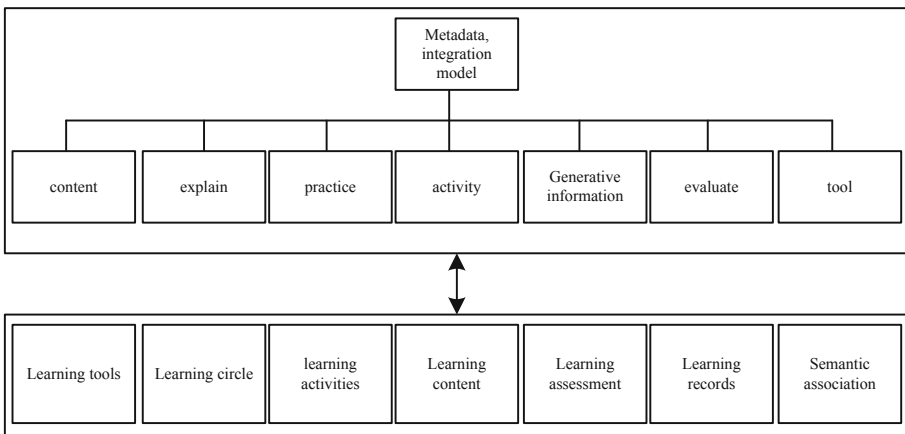 Metadata,
integration
model
content
explain
practice
activity
Generative
information
evaluate
tool
Learning tools
Learning circle
learning
activities
Learning
content
Learning
assessment
Learning
records
Semantic
association